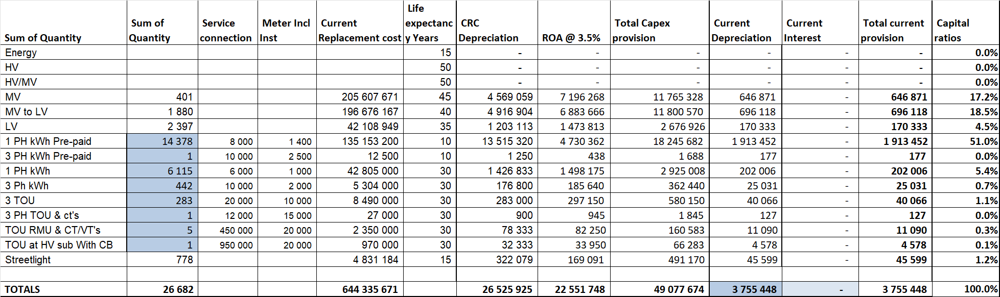 Sum of Quantity Sum of Quantity Service connection Meter Incl Inst Current Replacement cost Life expectancy Years CRC Depreciation ROA @ 3.5% Total Capex provision Current Depreciation Current Interest Total current provision Capital ratios
Energy 15 - - - - - - 0.0%
HV 50 - - - - - - 0.0%
HV/MV 50 - - - - - - 0.0%
MV 401 205 607 671 45 4 569 059 7 196 268 11 765 328 646 871 - 646 871 17.2%
MV to LV 1 880 196 676 167 40 4 916 904 6 883 666 11 800 570 696 118 - 696 118 18.5%
LV 2 397 42 108 949 35 1 203 113 1 473 813 2 676 926 170 333 - 170 333 4.5%
1 PH kWh Pre-paid 14 378 8 000 1 400 135 153 200 10 13 515 320 4 730 362 18 245 682 1 913 452 - 1 913 452 51.0%
3 PH kWh Pre-paid 1 10 000 2 500 12 500 10 1 250 438 1 688 177 - 177 0.0%
1 PH kWh 6 115 6 000 1 000 42 805 000 30 1 426 833 1 498 175 2 925 008 202 006 - 202 006 5.4%
3 Ph kWh 442 10 000 2 000 5 304 000 30 176 800 185 640 362 440 25 031 - 25 031 0.7%
3 TOU 283 20 000 10 000 8 490 000 30 283 000 297 150 580 150 40 066 - 40 066 1.1%
3 PH TOU & ct's 1 12 000 15 000 27 000 30 900 945 1 845 127 - 127 0.0%
TOU RMU & CT/VT's 5 450 000 20 000 2 350 000 30 78 333 82 250 160 583 11 090 - 11 090 0.3%
TOU at HV sub With CB 1 950 000 20 000 970 000 30 32 333 33 950 66 283 4 578 - 4 578 0.1%
Streetlight 778 4 831 184 15 322 079 169 091 491 170 45 599 - 45 599 1.2%
TOTALS 26 682 644 335 671 26 525 925 22 551 748 49 077 674 3 755 448 - 3 755 448 100.0%